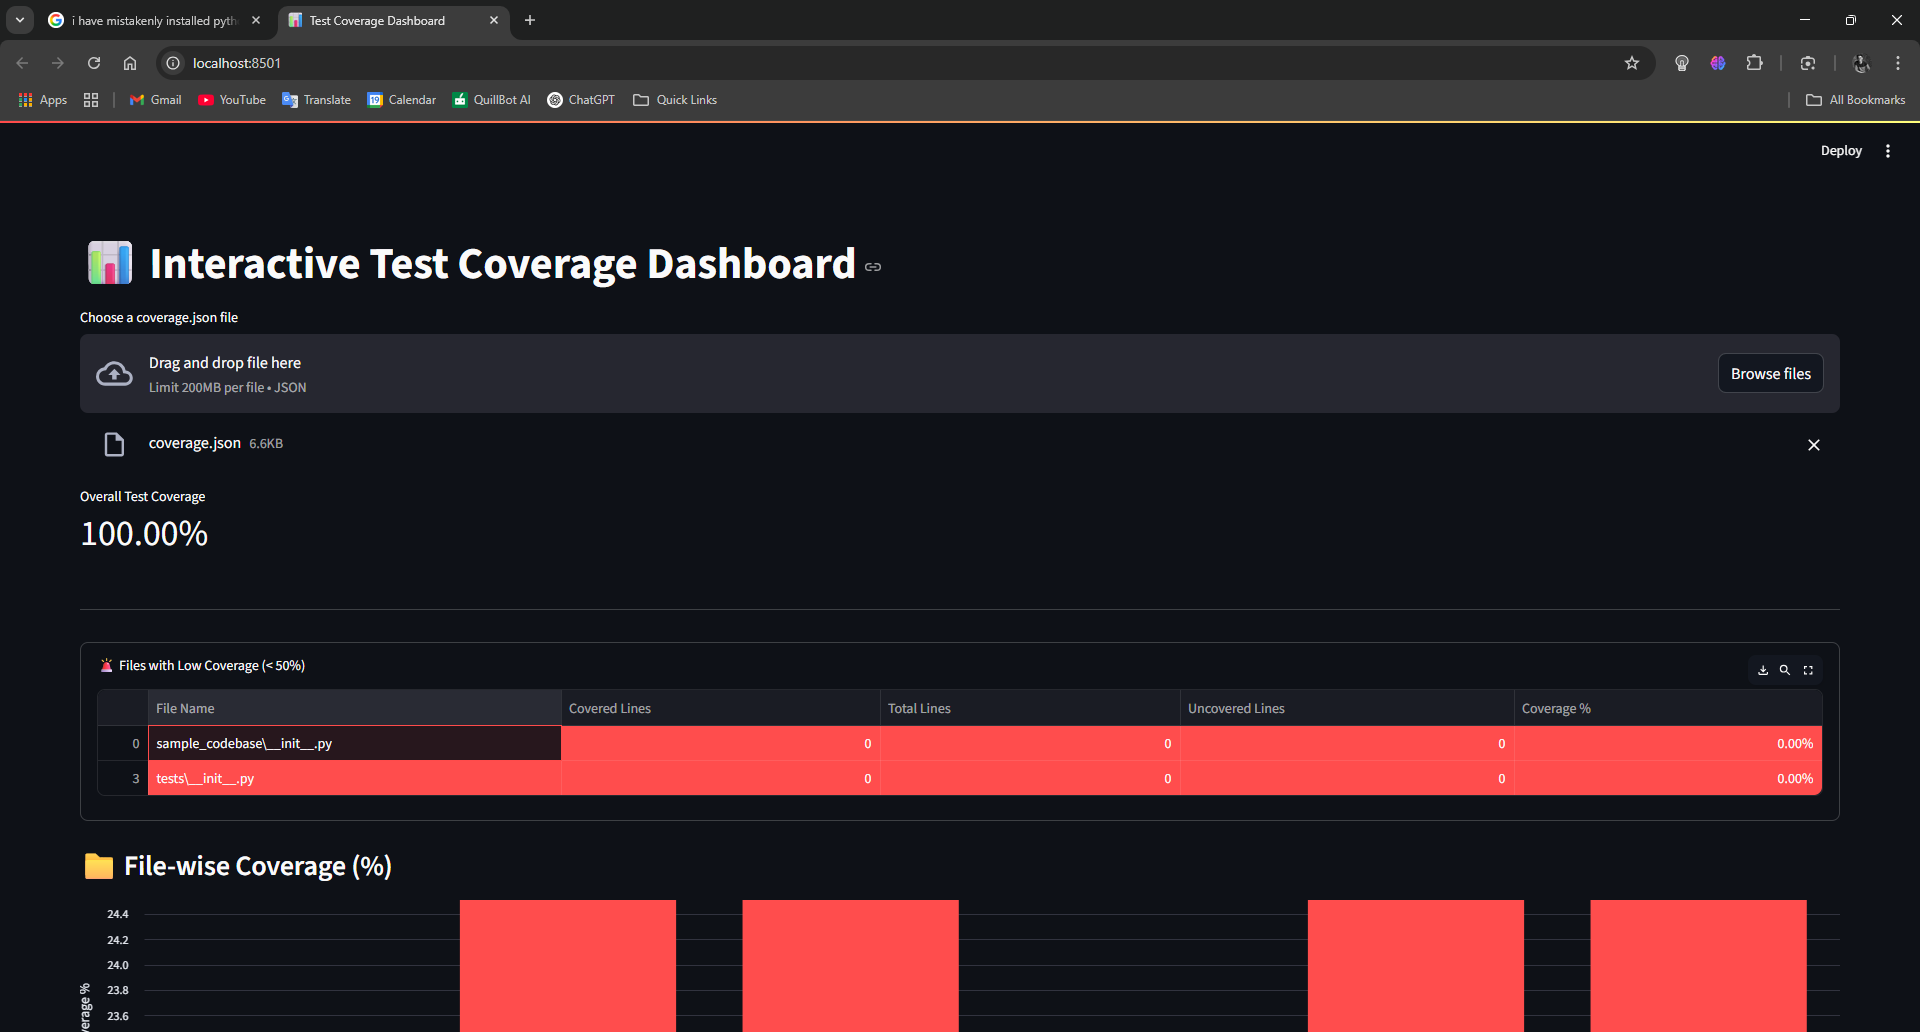 i have mistakenly installed pyth
Test Coverage Dashboard
localhost:8501
Apps
Gmail
YouTube
Translate
Calendar
QuillBot AI
ChatGPT
Quick Links
All Bookmarks
Deploy
Interactive Test Coverage Dashboard
Choose a coverage.json file
Drag and drop file here
Limit 200MB per file • JSON
Browse files
coverage.json 6.6KB
Overall Test Coverage
100.00%
Files with Low Coverage (< 50%)
File Name Covered Lines Total Lines Uncovered Lines Coverage %
0 sample_codebase\__init__.py 0 0 0 0.00%
3 tests\__init__.py 0 0 0 0.00%
File-wise Coverage (%)
24.4
24.2
24.0
23.8
23.6
verage %